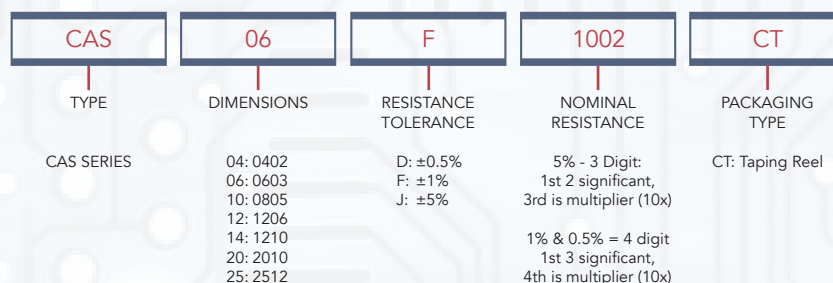 CAS
06
F
1002
CT
TYPE
DIMENSIONS
RESISTANCE
TOLERANCE
NOMINAL
RESISTANCE
PACKAGING
TYPE
CAS SERIES
04: 0402
06: 0603
10: 0805
12: 1206
14: 1210
20: 2010
25: 2512
D: ±0.5%
F: ±1%
J: ±5%
5% - 3 Digit:
1st 2 significant,
3rd is multiplier (10x)
1% & 0.5% = 4 digit
1st 3 significant,
4th is multiplier (10x)
CT: Taping Reel